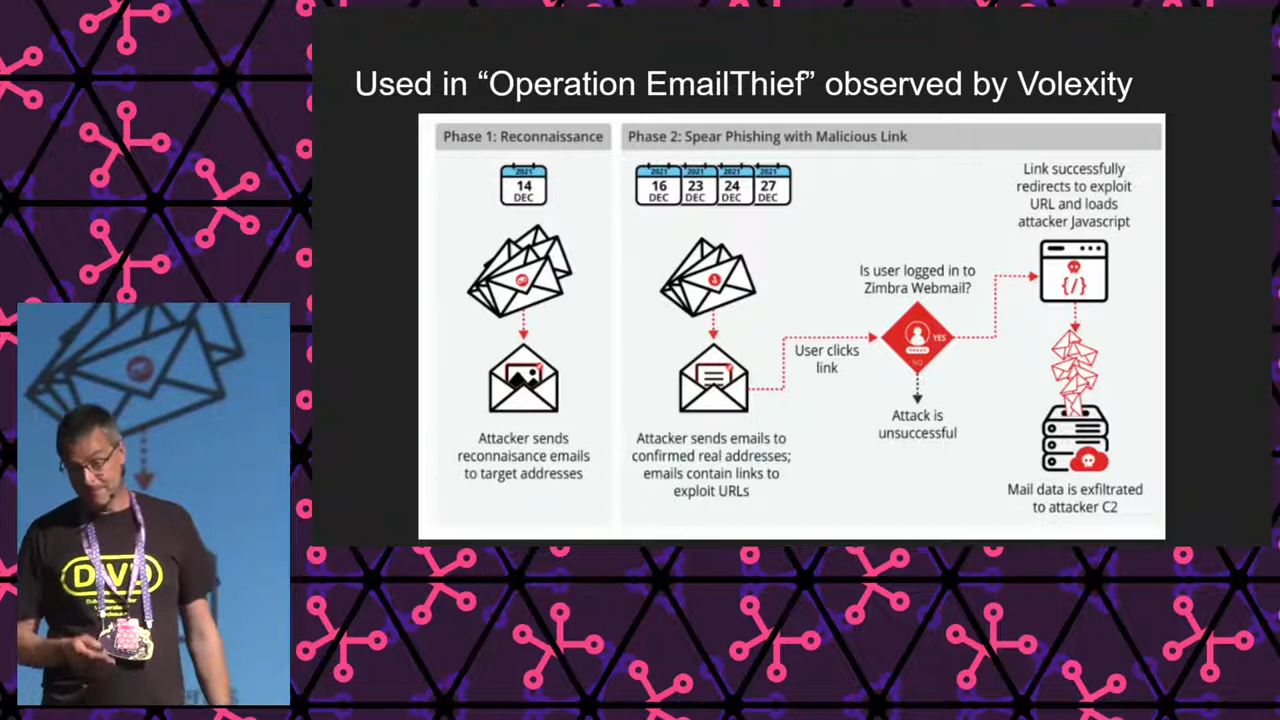 Used in “Operation EmailThief” observed by Volexity
Phase 1: Reconnaissance
Phase 2: Spear Phishing with Malicious Link
2021
14
DEC
2021
16
DEC
2021
23
DEC
2021
24
DEC
2021
27
DEC
Attacker sends
reconnaisance emails
to target addresses
Attacker sends emails to
confirmed real addresses;
emails contain links to
exploit URLs
User clicks
link
Is user logged in to
Zimbra Webmail?
YES
NO
Attack is
unsuccessful
Link successfully
redirects to exploit
URL and loads
attacker Javascript
{/}
Mail data is exfiltrated
to attacker C2
DIVD